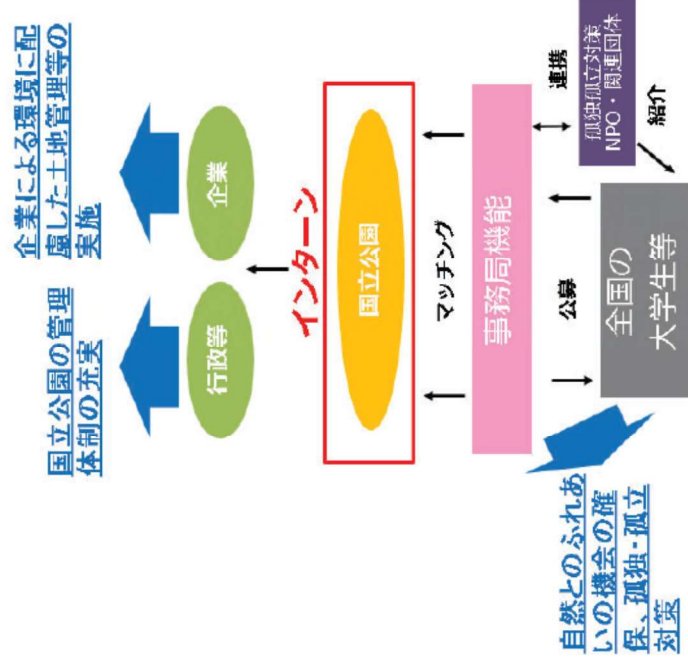 国立公園の管理
体制の充実
企業による環境に配
慮した土地管理等の
実施
行政等
企業
インターン
国立公園
マッチング
事務局機能
公募
連携
孤独孤立対策
NPO・関連団体
紹介
全国の
大学生等
自然とのふれあ
いの機会の確
保、孤独・孤立
対策